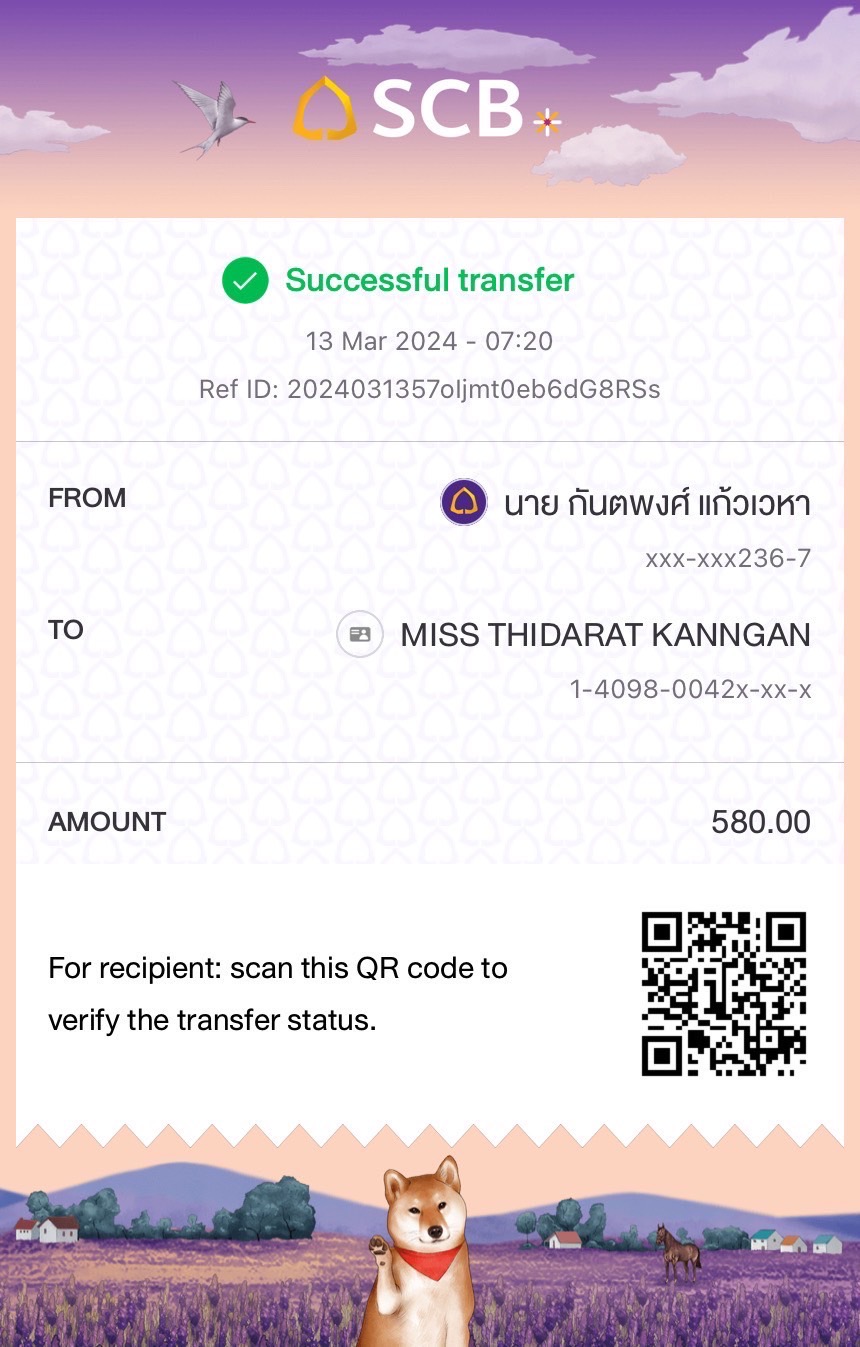 SCB
Successful transfer
13 Mar 2024 - 07:20
Ref ID: 2024031357oljmt0eb6dG8RSs
FROM
นาย กันตพงศ์ แก้วเวหา
xxx-xxx236-7
TO
MISS THIDARAT KANNGAN
1-4098-0042x-xx-x
AMOUNT
580.00
For recipient: scan this QR code to
verify the transfer status.